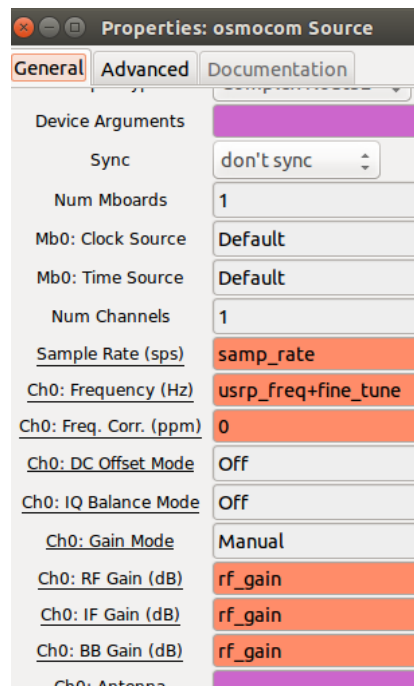 Properties: osmocom Source
General Advanced Documentation
Device Arguments
Sync don't sync
Num Mboards 1
Mb0: Clock Source Default
Mb0: Time Source Default
Num Channels 1
Sample Rate (sps) samp_rate
Ch0: Frequency (Hz) usrp_freq+fine_tune
Ch0: Freq. Corr. (ppm) 0
Ch0: DC Offset Mode Off
Ch0: IQ Balance Mode Off
Ch0: Gain Mode Manual
Ch0: RF Gain (dB) rf_gain
Ch0: IF Gain (dB) rf_gain
Ch0: BB Gain (dB) rf_gain
Ch0: Antenna